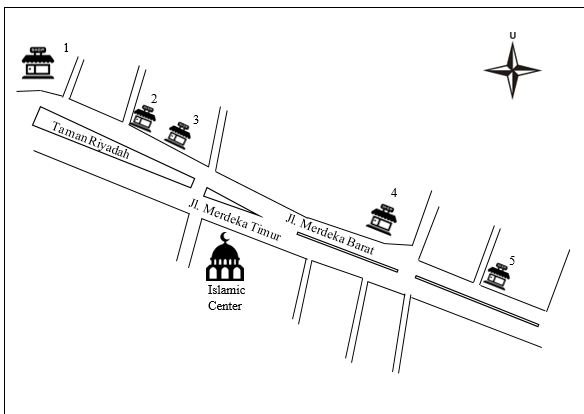 U
1
2
3
Taman Riyadah
4
Jl. Merdeka Timur
Jl. Merdeka Barat
5
Islamic
Center